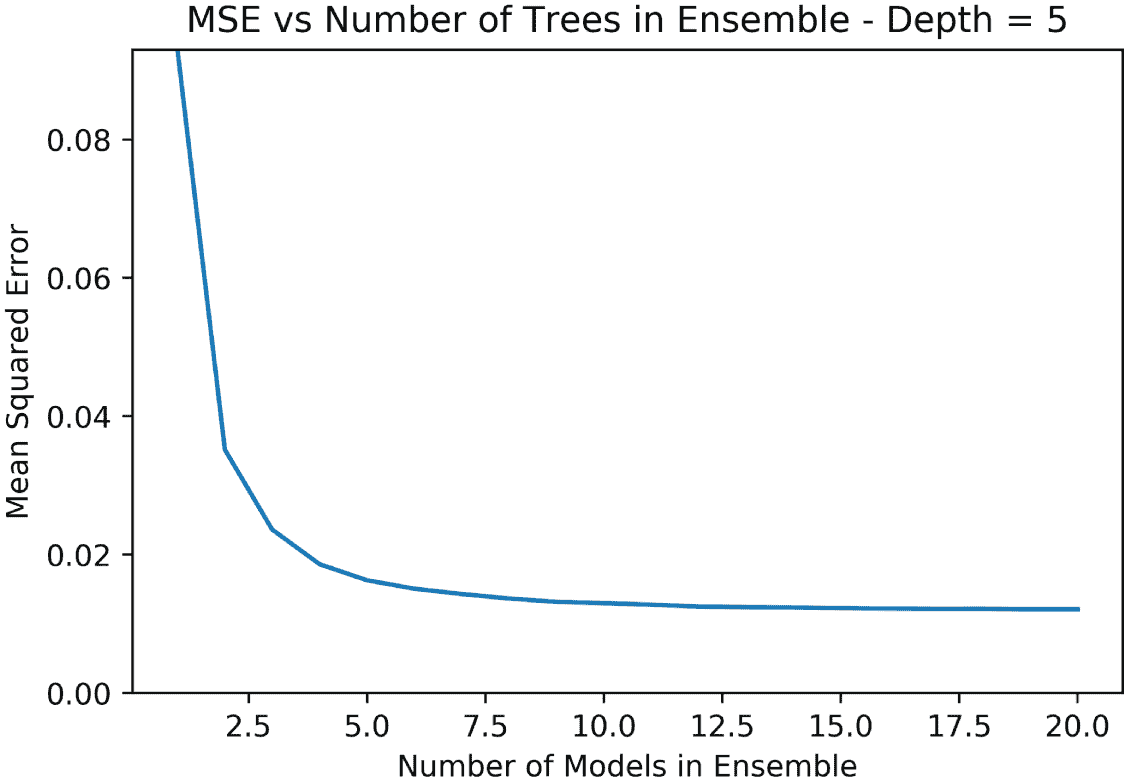 MSE vs Number of Trees in Ensemble - Depth = 5
Mean Squared Error
0.08
0.06
0.04
0.02
0.00
2.5 5.0 7.5 10.0 12.5 15.0 17.5 20.0
Number of Models in Ensemble